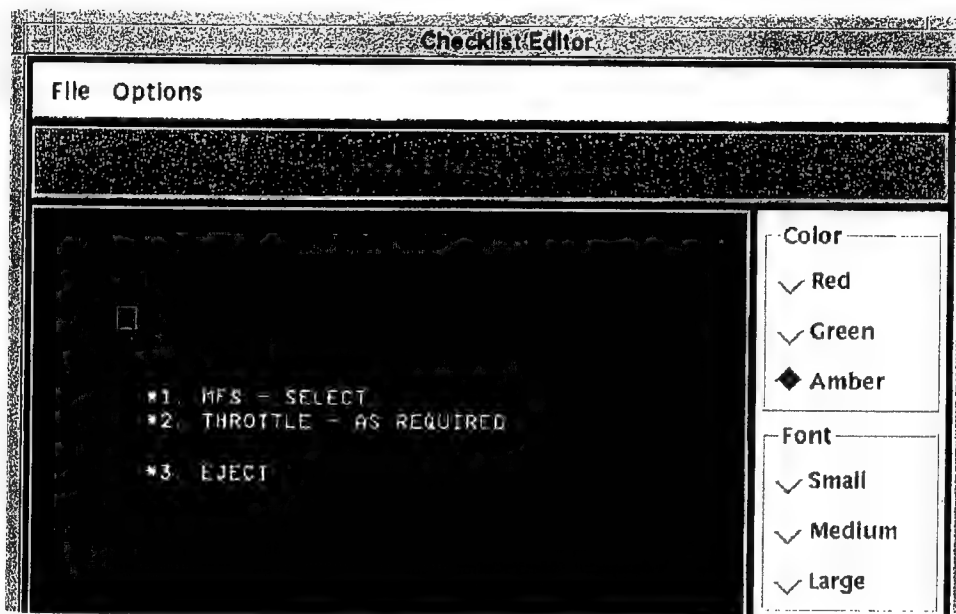 Checklist Editor
File Options
*1. MFS - SELECT
*2. THROTTLE - AS REQUIRED
*3. EJECT
Color
Red
Green
Amber
Font
Small
Medium
Large